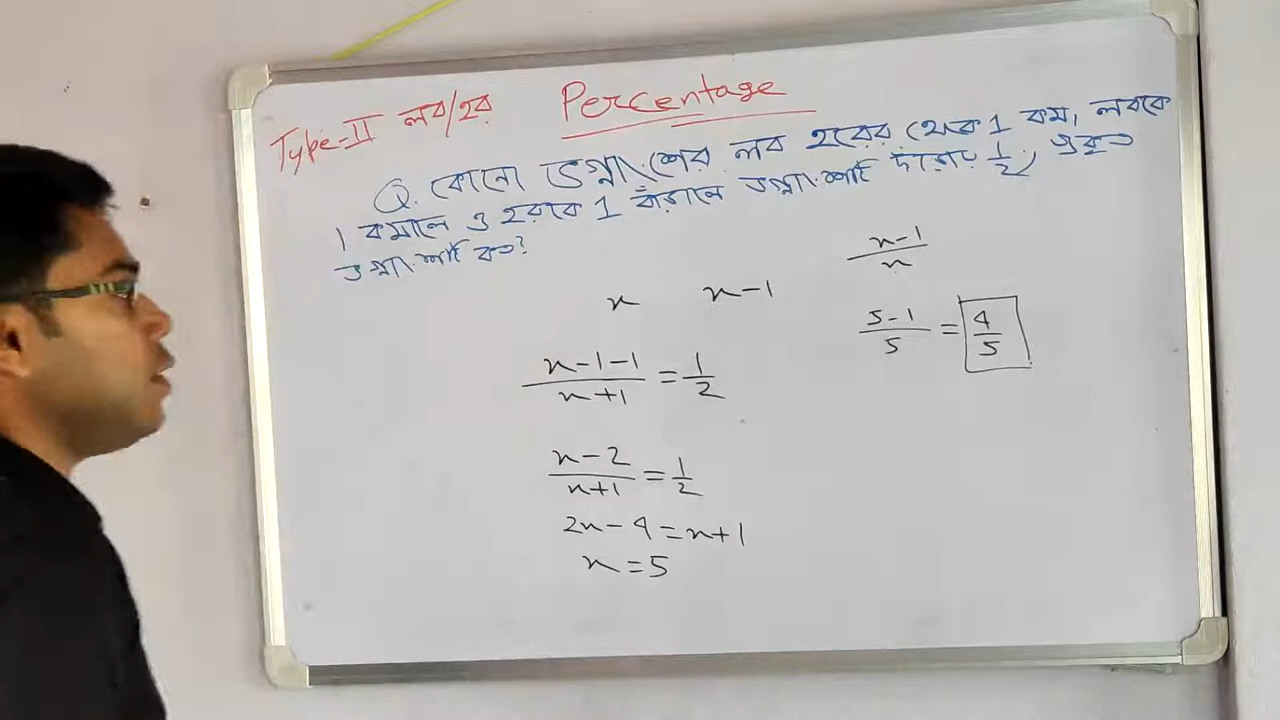 Type-II লব/হর Percentage
Q. কোনো ভগ্নাংশের লব হরের থেকে 1 কম, লবকে
1 কমালে ও হরকে 1 বাঁড়ালে ভগ্নাংশটি দাঁড়ায় 1/2, প্রকৃত
ভগ্নাংশটি কত?
x x-1
(x-1-1)/(x+1) = 1/2
(x-2)/(x+1) = 1/2
2x-4=x+1
x=5
(x-1)/x
(5-1)/5 = 4/5